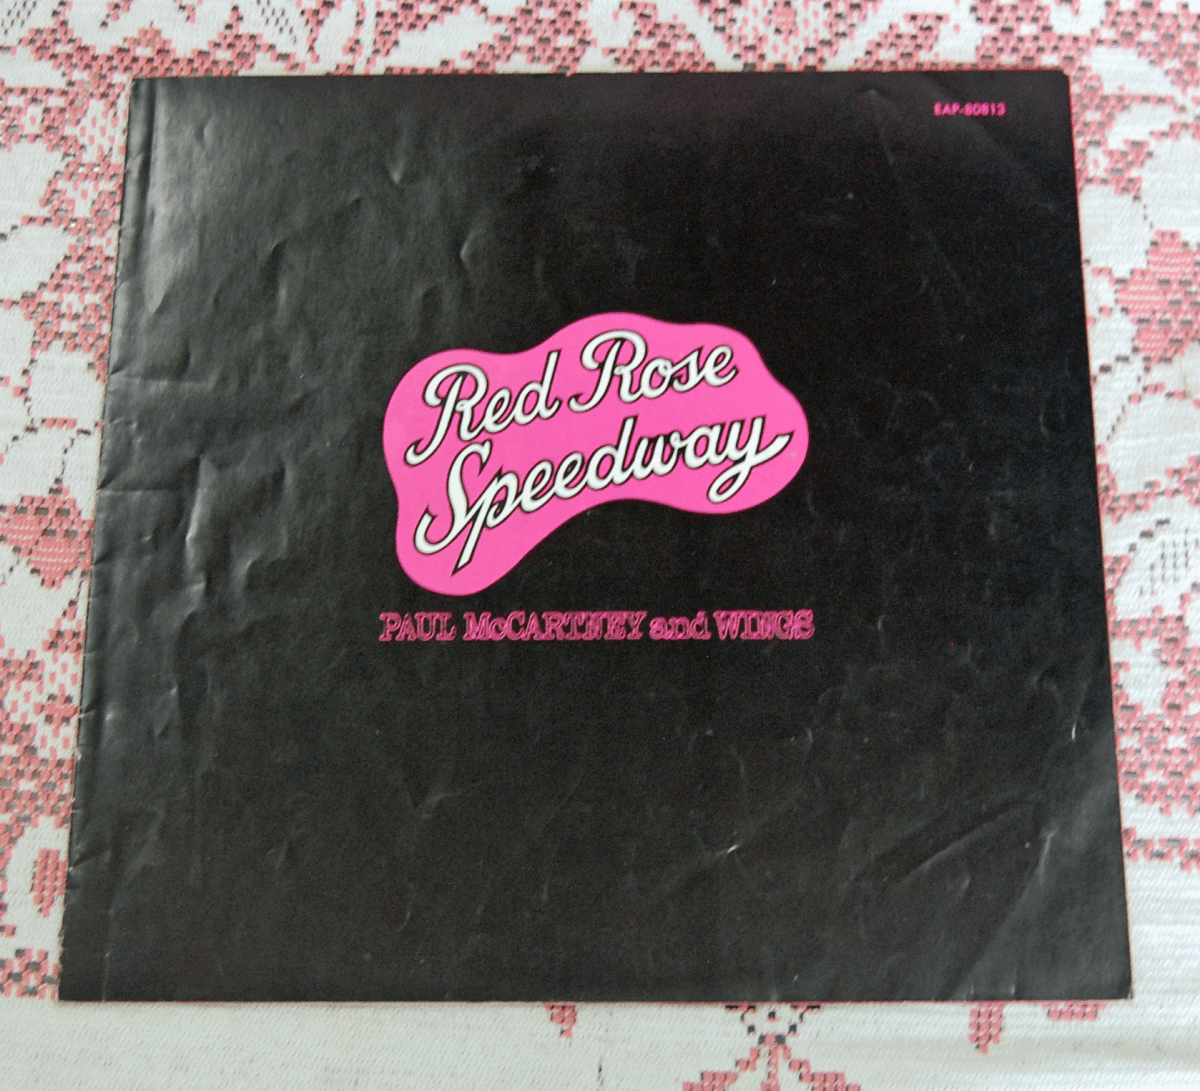 EAP-80813
Red Rose
Speedway
PAUL McCARTNEY and WINGS